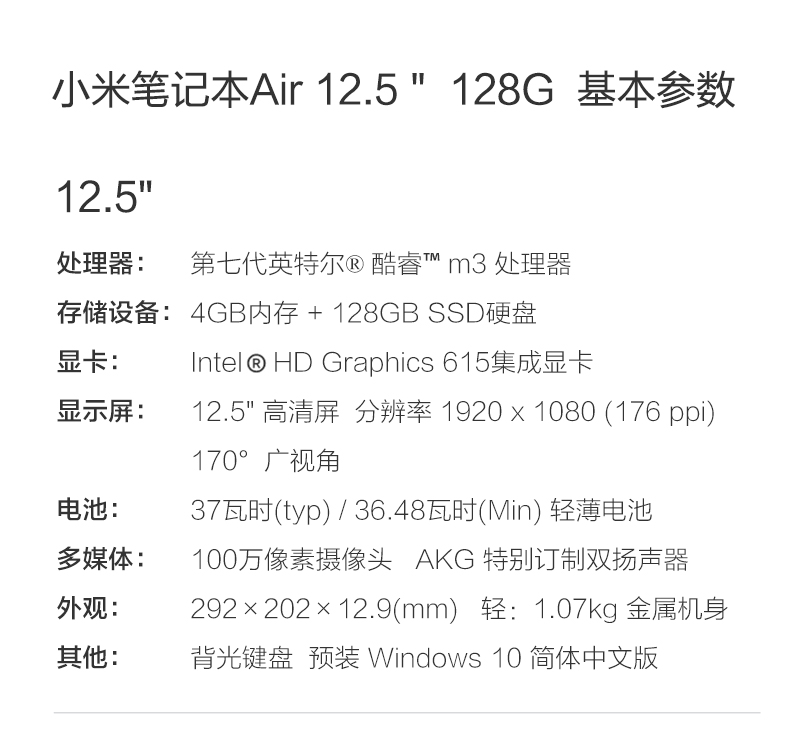 小米笔记本Air 12.5 " 128G 基本参数
12.5"
处理器： 第七代英特尔® 酷睿™ m3 处理器
存储设备： 4GB内存 + 128GB SSD硬盘
显卡： Intel® HD Graphics 615集成显卡
显示屏： 12.5" 高清屏 分辨率 1920 x 1080 (176 ppi)
170° 广视角
电池： 37瓦时(typ) / 36.48瓦时(Min) 轻薄电池
多媒体： 100万像素摄像头 AKG 特别订制双扬声器
外观： 292×202×12.9(mm) 轻：1.07kg 金属机身
其他： 背光键盘 预装 Windows 10 简体中文版